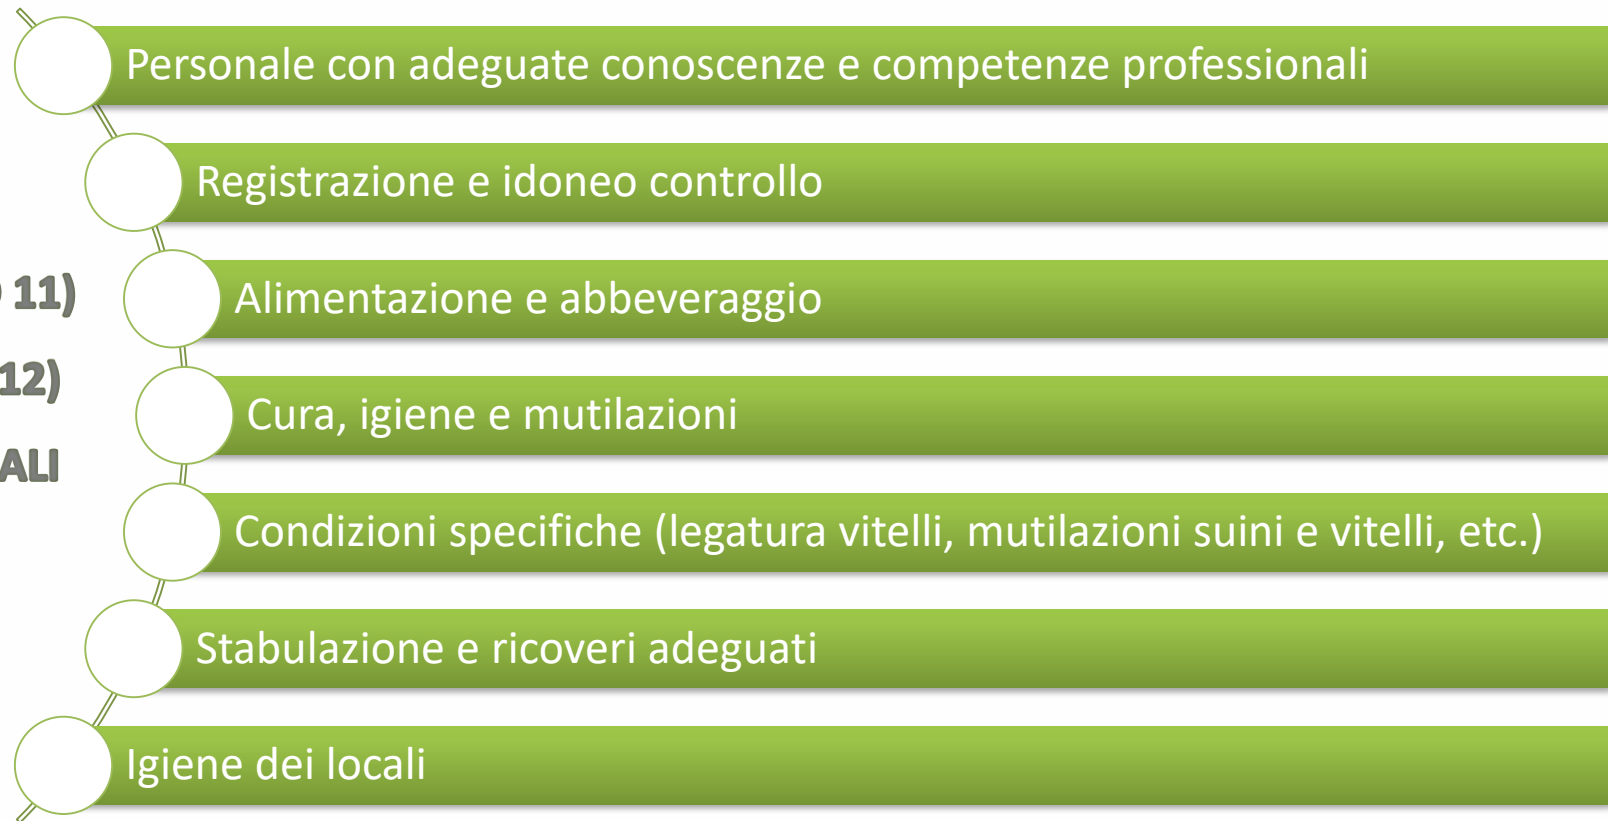 Personale con adeguate conoscenze e competenze professionali
Registrazione e idoneo controllo
11)
Alimentazione e abbeveraggio
12)
Cura, igiene e mutilazioni
ALI
Condizioni specifiche (legatura vitelli, mutilazioni suini e vitelli, etc.)
Stabulazione e ricoveri adeguati
Igiene dei locali